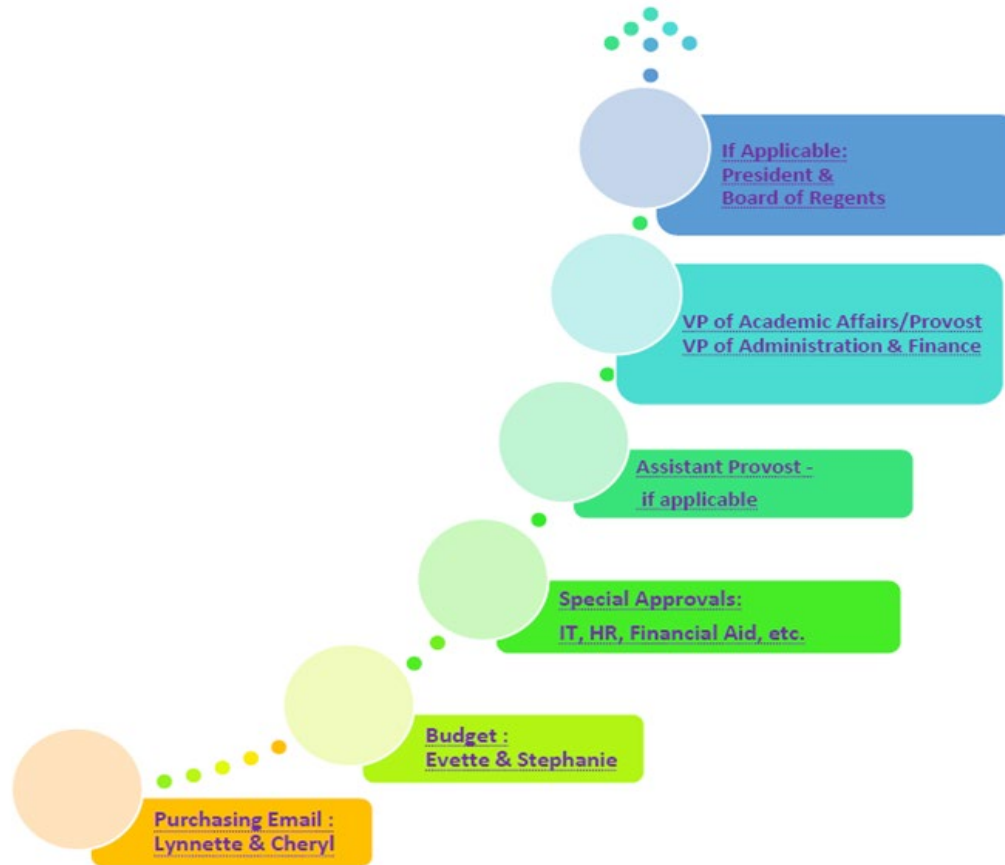 If Applicable:
President &
Board of Regents
VP of Academic Affairs/Provost
VP of Administration & Finance
Assistant Provost -
if applicable
Special Approvals:
IT, HR, Financial Aid, etc.
Budget :
Evette & Stephanie
Purchasing Email :
Lynnette & Cheryl